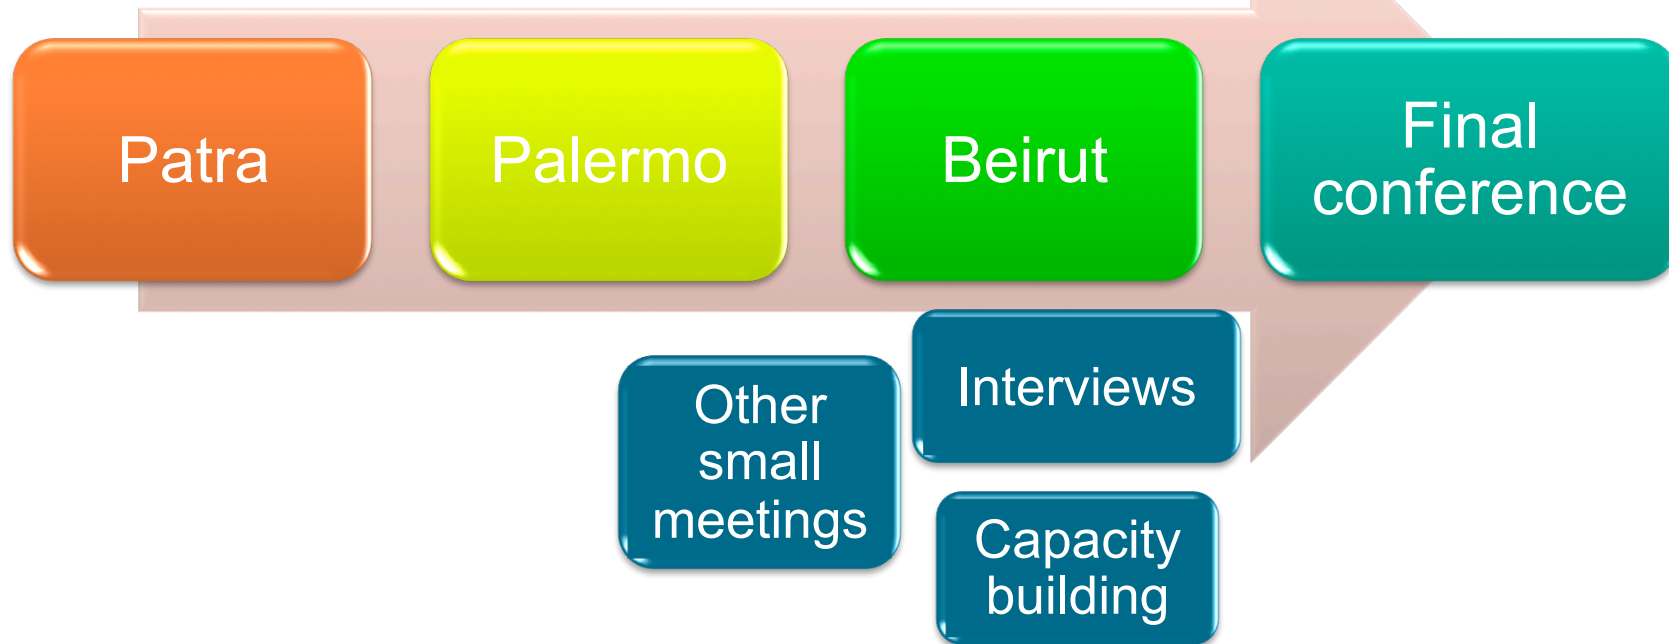 Patra
Palermo
Beirut
Final
conference
Interviews
Other
small
meetings
Capacity
building